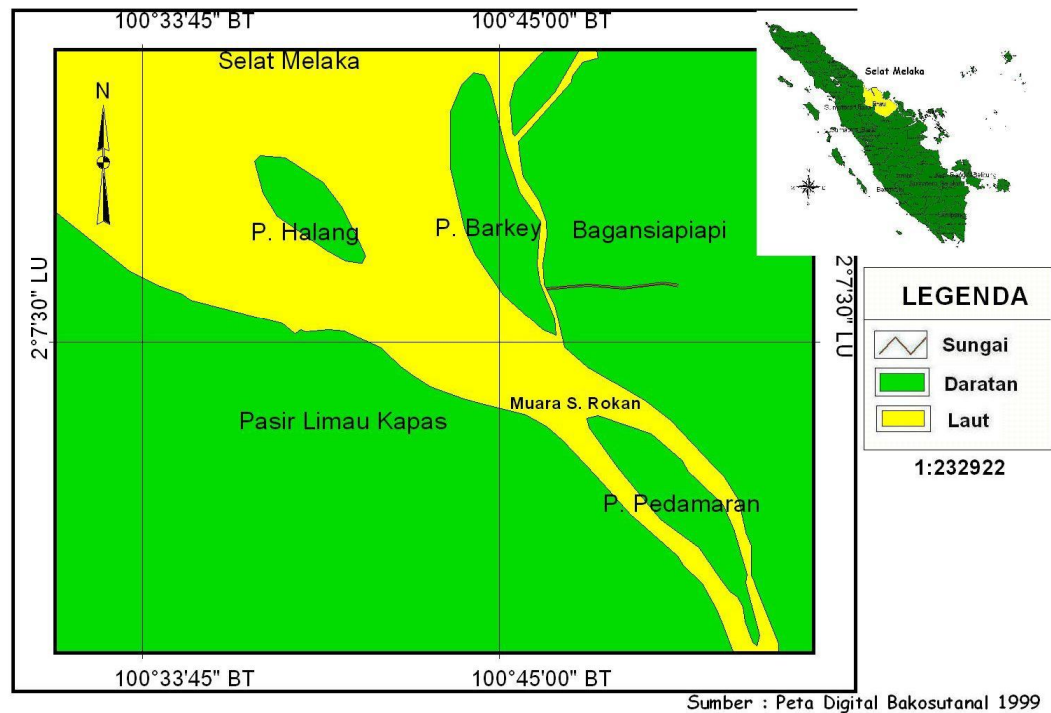 100°33'45" BT
100°45'00" BT
Selat Melaka
N
P. Halang
P. Barkey
Bagansiapiapi
2°7'30" LU
2°7'30" LU
Muara S. Rokan
Pasir Limau Kapas
P. Pedamaran
100°33'45" BT
100°45'00" BT
Selat Melaka
Riau
LEGENDA
Sungai
Daratan
Laut
1:232922
Sumber : Peta Digital Bakosutanal 1999